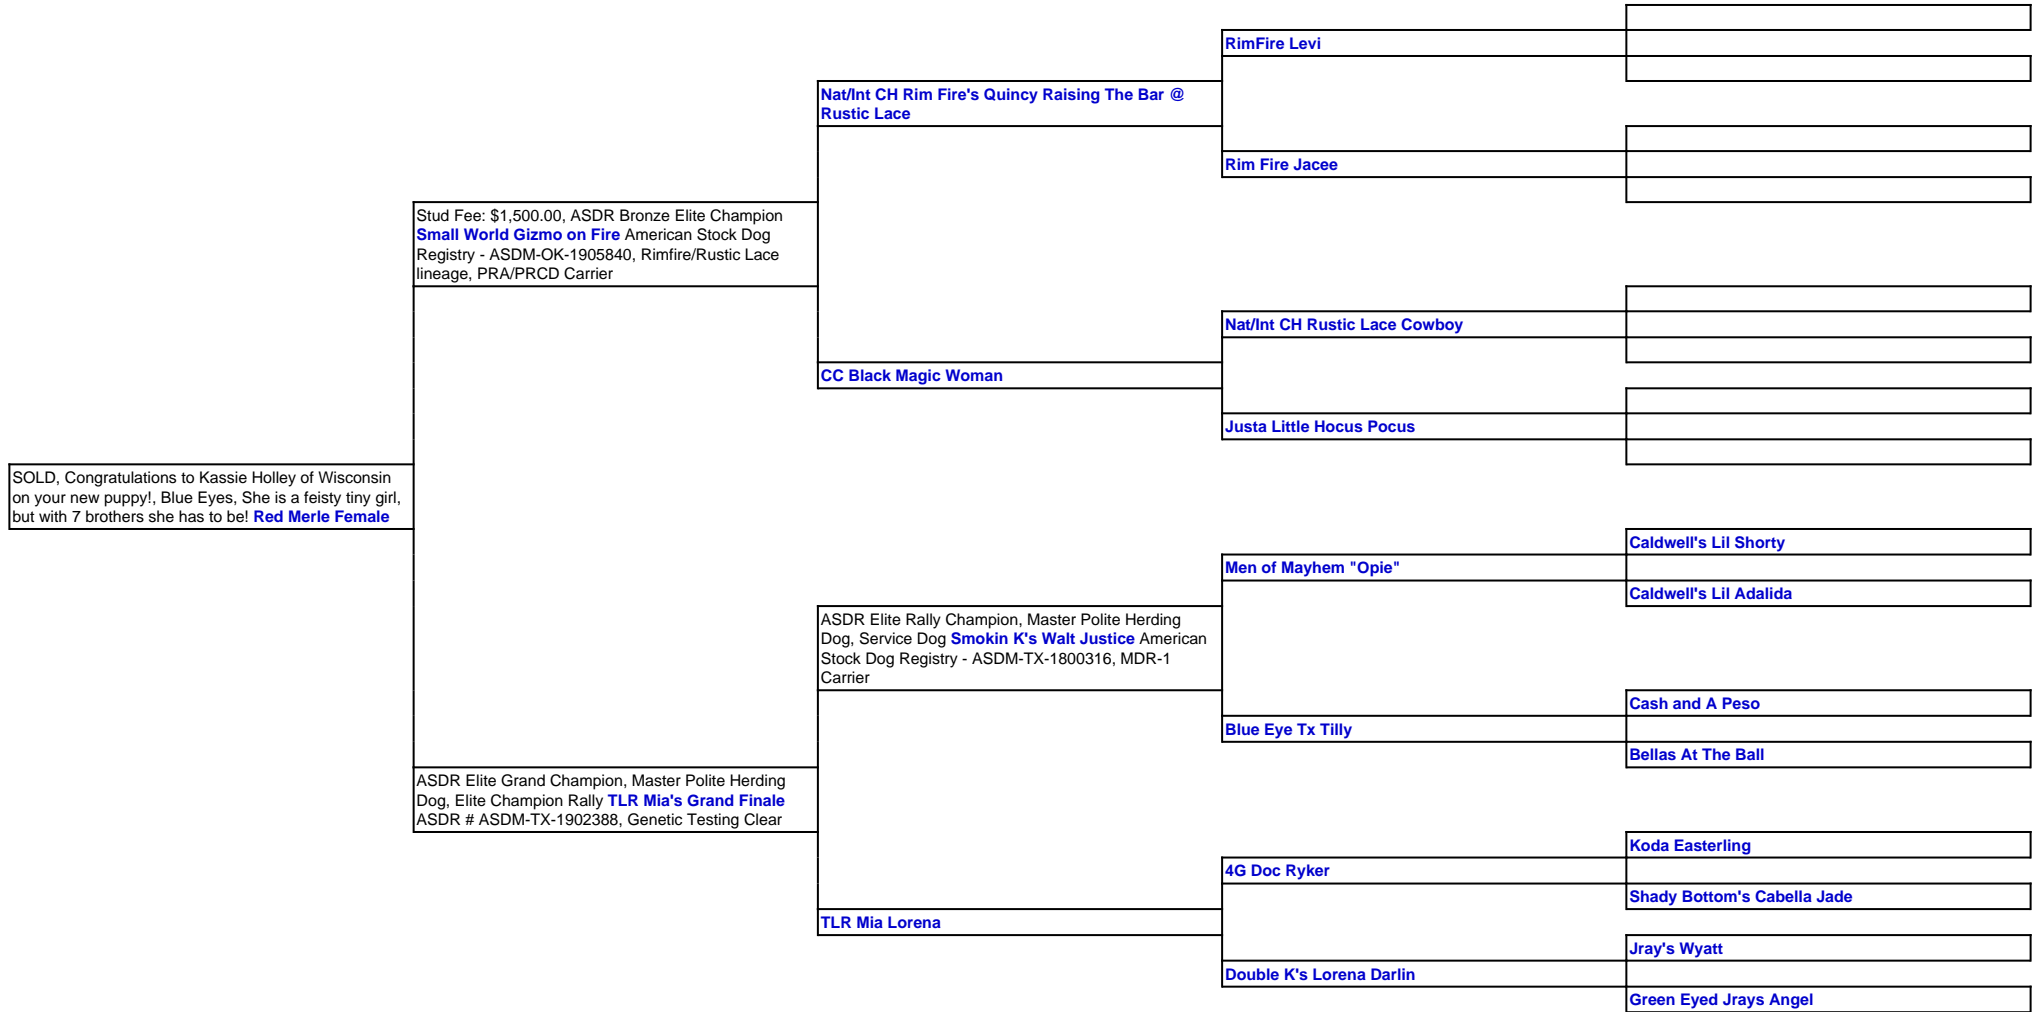 RimFire Levi
Nat/Int CH Rim Fire's Quincy Raising The Bar @
Rustic Lace
Rim Fire Jacee
Stud Fee: $1,500.00, ASDR Bronze Elite Champion
Small World Gizmo on Fire American Stock Dog
Registry - ASDM-OK-1905840, Rimfire/Rustic Lace
lineage, PRA/PRCD Carrier
Nat/Int CH Rustic Lace Cowboy
CC Black Magic Woman
Justa Little Hocus Pocus
SOLD, Congratulations to Kassie Holley of Wisconsin
on your new puppy!, Blue Eyes, She is a feisty tiny girl,
but with 7 brothers she has to be! Red Merle Female
Caldwell's Lil Shorty
Men of Mayhem "Opie"
Caldwell's Lil Adalida
ASDR Elite Rally Champion, Master Polite Herding
Dog, Service Dog Smokin K's Walt Justice American
Stock Dog Registry - ASDM-TX-1800316, MDR-1
Carrier
Cash and A Peso
Blue Eye Tx Tilly
Bellas At The Ball
ASDR Elite Grand Champion, Master Polite Herding
Dog, Elite Champion Rally TLR Mia's Grand Finale
ASDR # ASDM-TX-1902388, Genetic Testing Clear
Koda Easterling
4G Doc Ryker
Shady Bottom's Cabella Jade
TLR Mia Lorena
Jray's Wyatt
Double K's Lorena Darlin
Green Eyed Jrays Angel